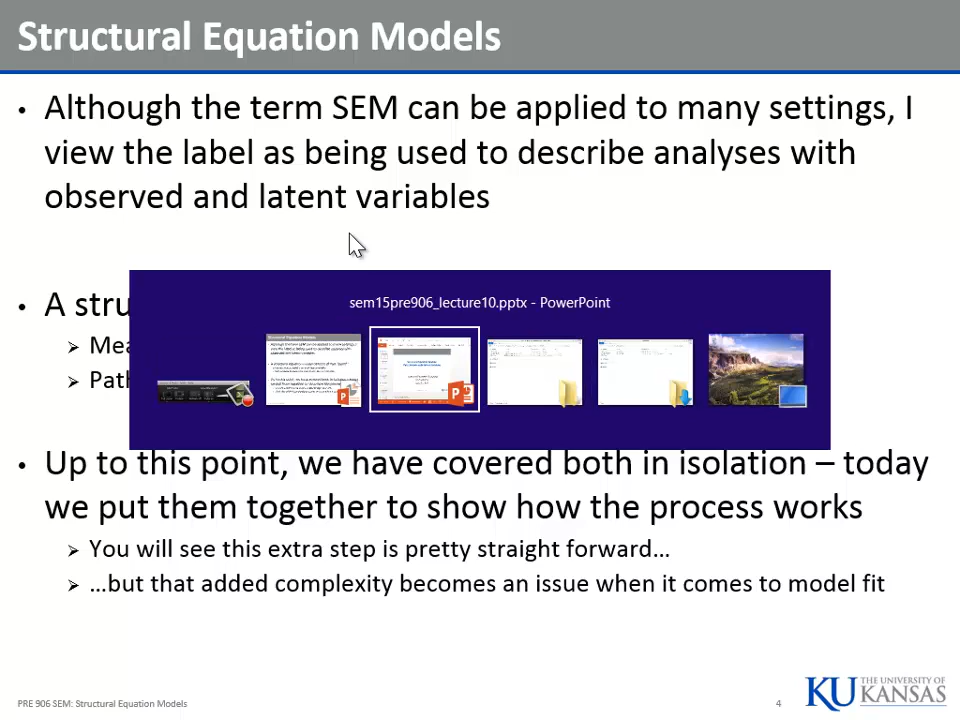 Structural Equation Models
• Although the term SEM can be applied to many settings, I
view the label as being used to describe analyses with
observed and latent variables
sem15pre906_lecture10.pptx - PowerPoint
• A stru
➢ Mea
➢ Path
• Up to this point, we have covered both in isolation – today
we put them together to show how the process works
➢ You will see this extra step is pretty straight forward…
➢ …but that added complexity becomes an issue when it comes to model fit
PRE 906 SEM: Structural Equation Models
4
KU THE UNIVERSITY OF
KANSAS